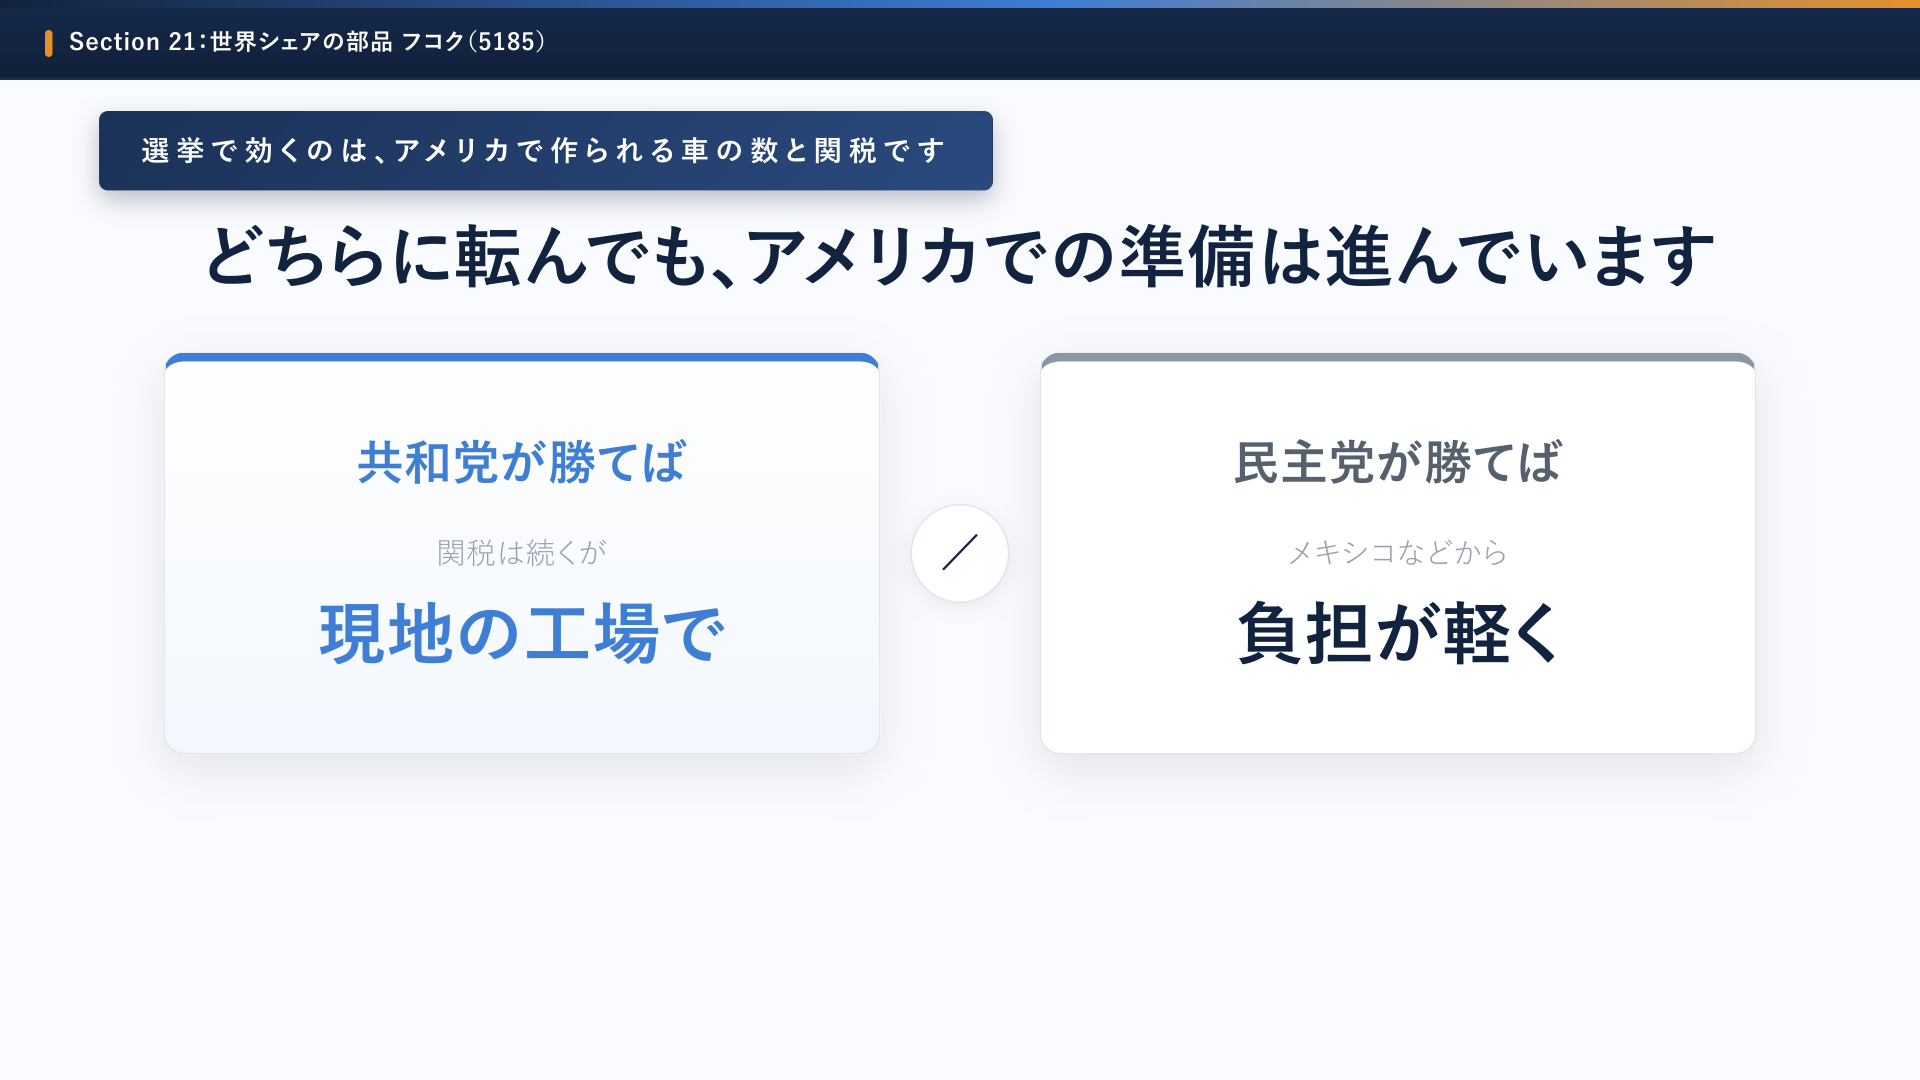 Section 21：世界シェアの部品 フコク（5185）
選挙で効くのは、アメリカで作られる車の数と関税です
どちらに転んでも、アメリカでの準備は進んでいます
共和党が勝てば
関税は続くが
現地の工場で
／
民主党が勝てば
メキシコなどから
負担が軽く